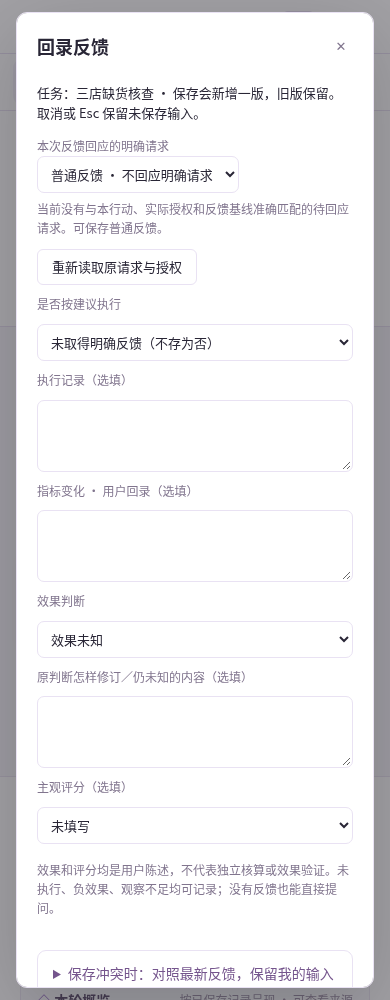 回录反馈
×
任务：三店缺货核查 · 保存会新增一版，旧版保留。
取消或 Esc 保留未保存输入。
本次反馈回应的明确请求
普通反馈 · 不回应明确请求
当前没有与本行动、实际授权和反馈基线准确匹配的待回应
请求。可保存普通反馈。
重新读取原请求与授权
是否按建议执行
未取得明确反馈（不存为否）
执行记录（选填）
指标变化 · 用户回录（选填）
效果判断
效果未知
原判断怎样修订／仍未知的内容（选填）
主观评分（选填）
未填写
效果和评分均是用户陈述，不代表独立核算或效果验证。未
执行、负效果、观察不足均可记录；没有反馈也能直接提
问。
▶ 保存冲突时：对照最新反馈，保留我的输入